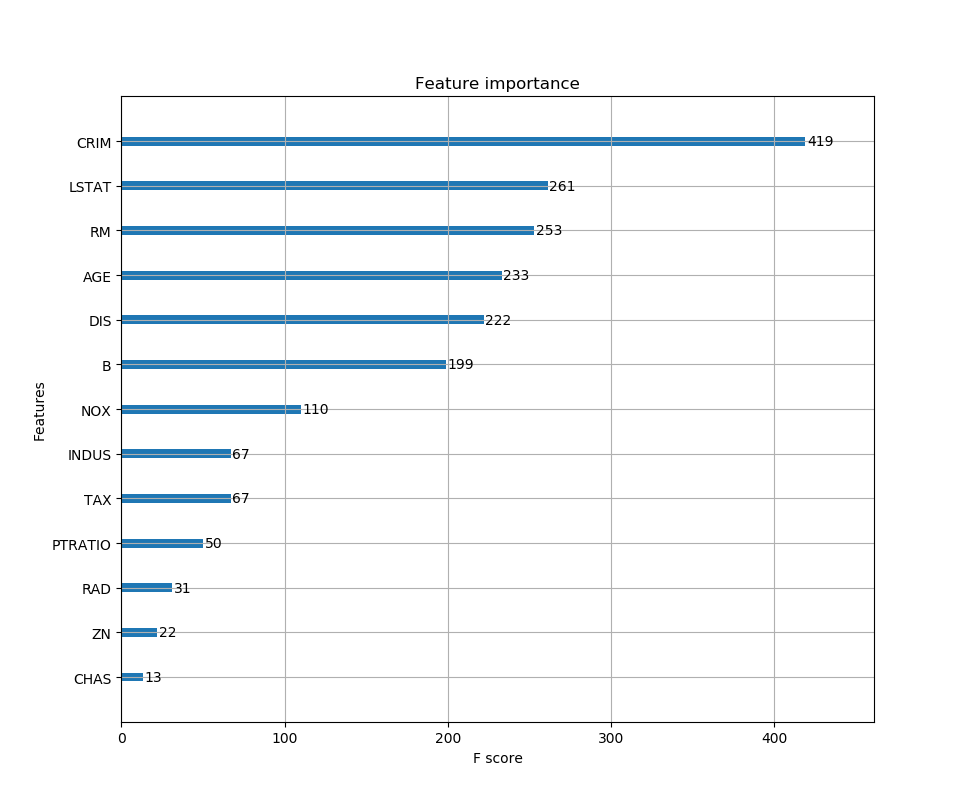 Feature importance
CRIM 419
LSTAT 261
RM 253
AGE 233
DIS 222
B 199
NOX 110
INDUS 67
TAX 67
PTRATIO 50
RAD 31
ZN 22
CHAS 13
Features
0 100 200 300 400
F score